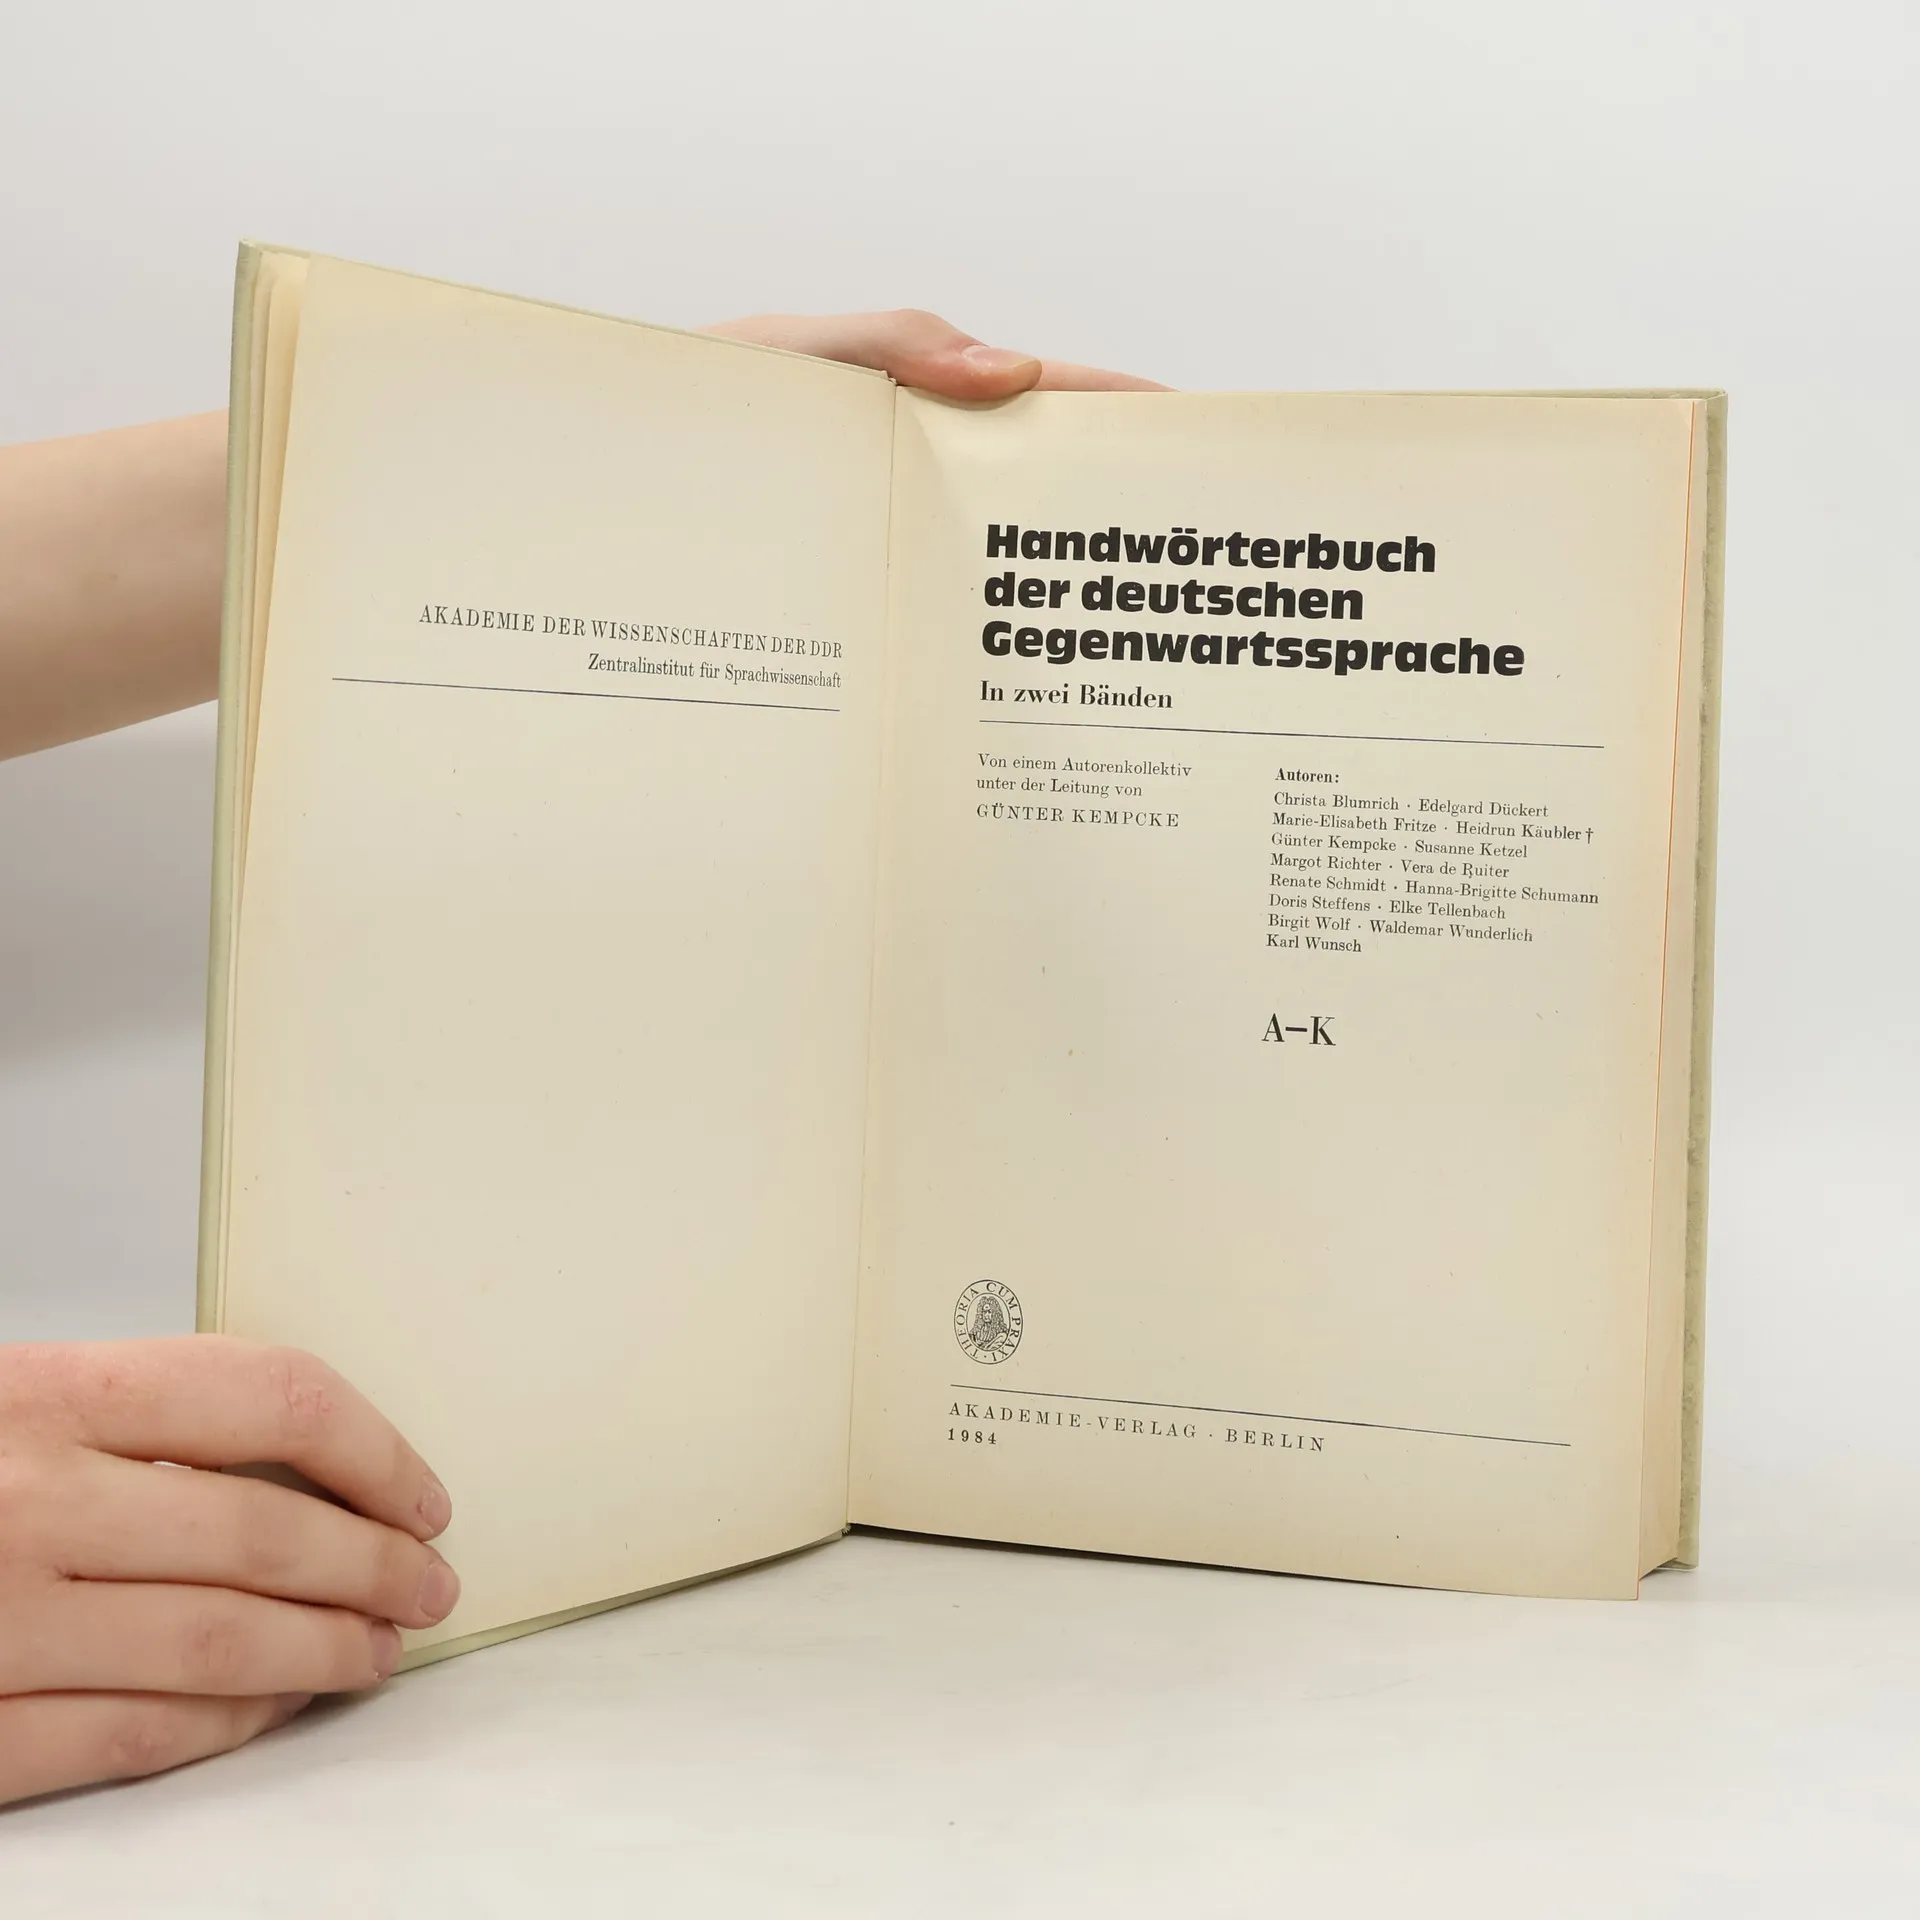 AKADEMIE DER WISSENSCHAFTEN DER DDR
Zentralinstitut für Sprachwissenschaft
Handwörterbuch
der deutschen
Gegenwartssprache
In zwei Bänden
Von einem Autorenkollektiv
unter der Leitung von
GÜNTER KEMPCKE
Autoren:
Christa Blumrich · Edelgard Dückert
Marie-Elisabeth Fritze · Heidrun Käubler †
Günter Kempcke · Susanne Ketzel
Margot Richter · Vera de Ruiter
Renate Schmidt · Hanna-Brigitte Schumann
Doris Steffens · Elke Tellenbach
Birgit Wolf · Waldemar Wunderlich
Karl Wunsch
A–K
THEORIA CUM PRAXI ·
AKADEMIE-VERLAG · BERLIN
1984